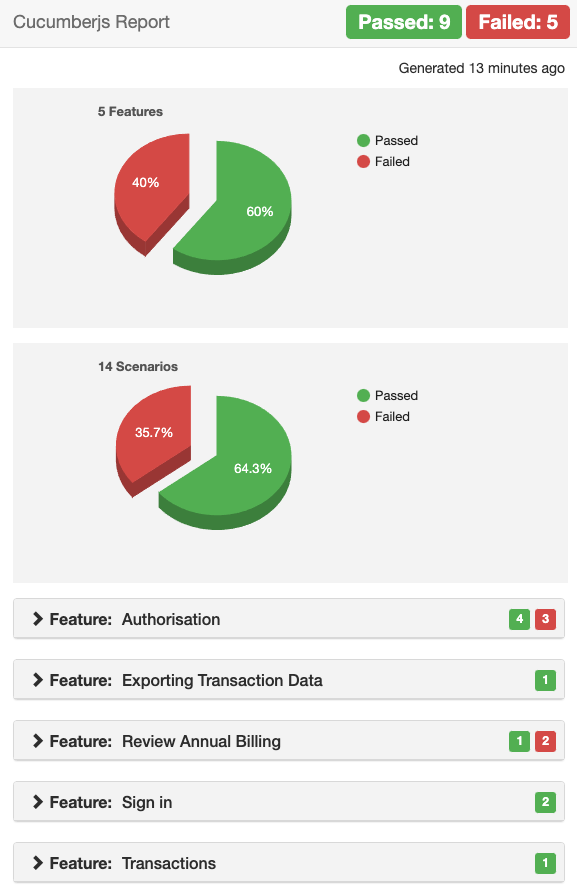 Cucumberjs Report Passed: 9 Failed: 5
Generated 13 minutes ago
5 Features
Passed
Failed
40%
60%
14 Scenarios
Passed
Failed
35.7%
64.3%
Feature: Authorisation 4 3
Feature: Exporting Transaction Data 1
Feature: Review Annual Billing 1 2
Feature: Sign in 2
Feature: Transactions 1